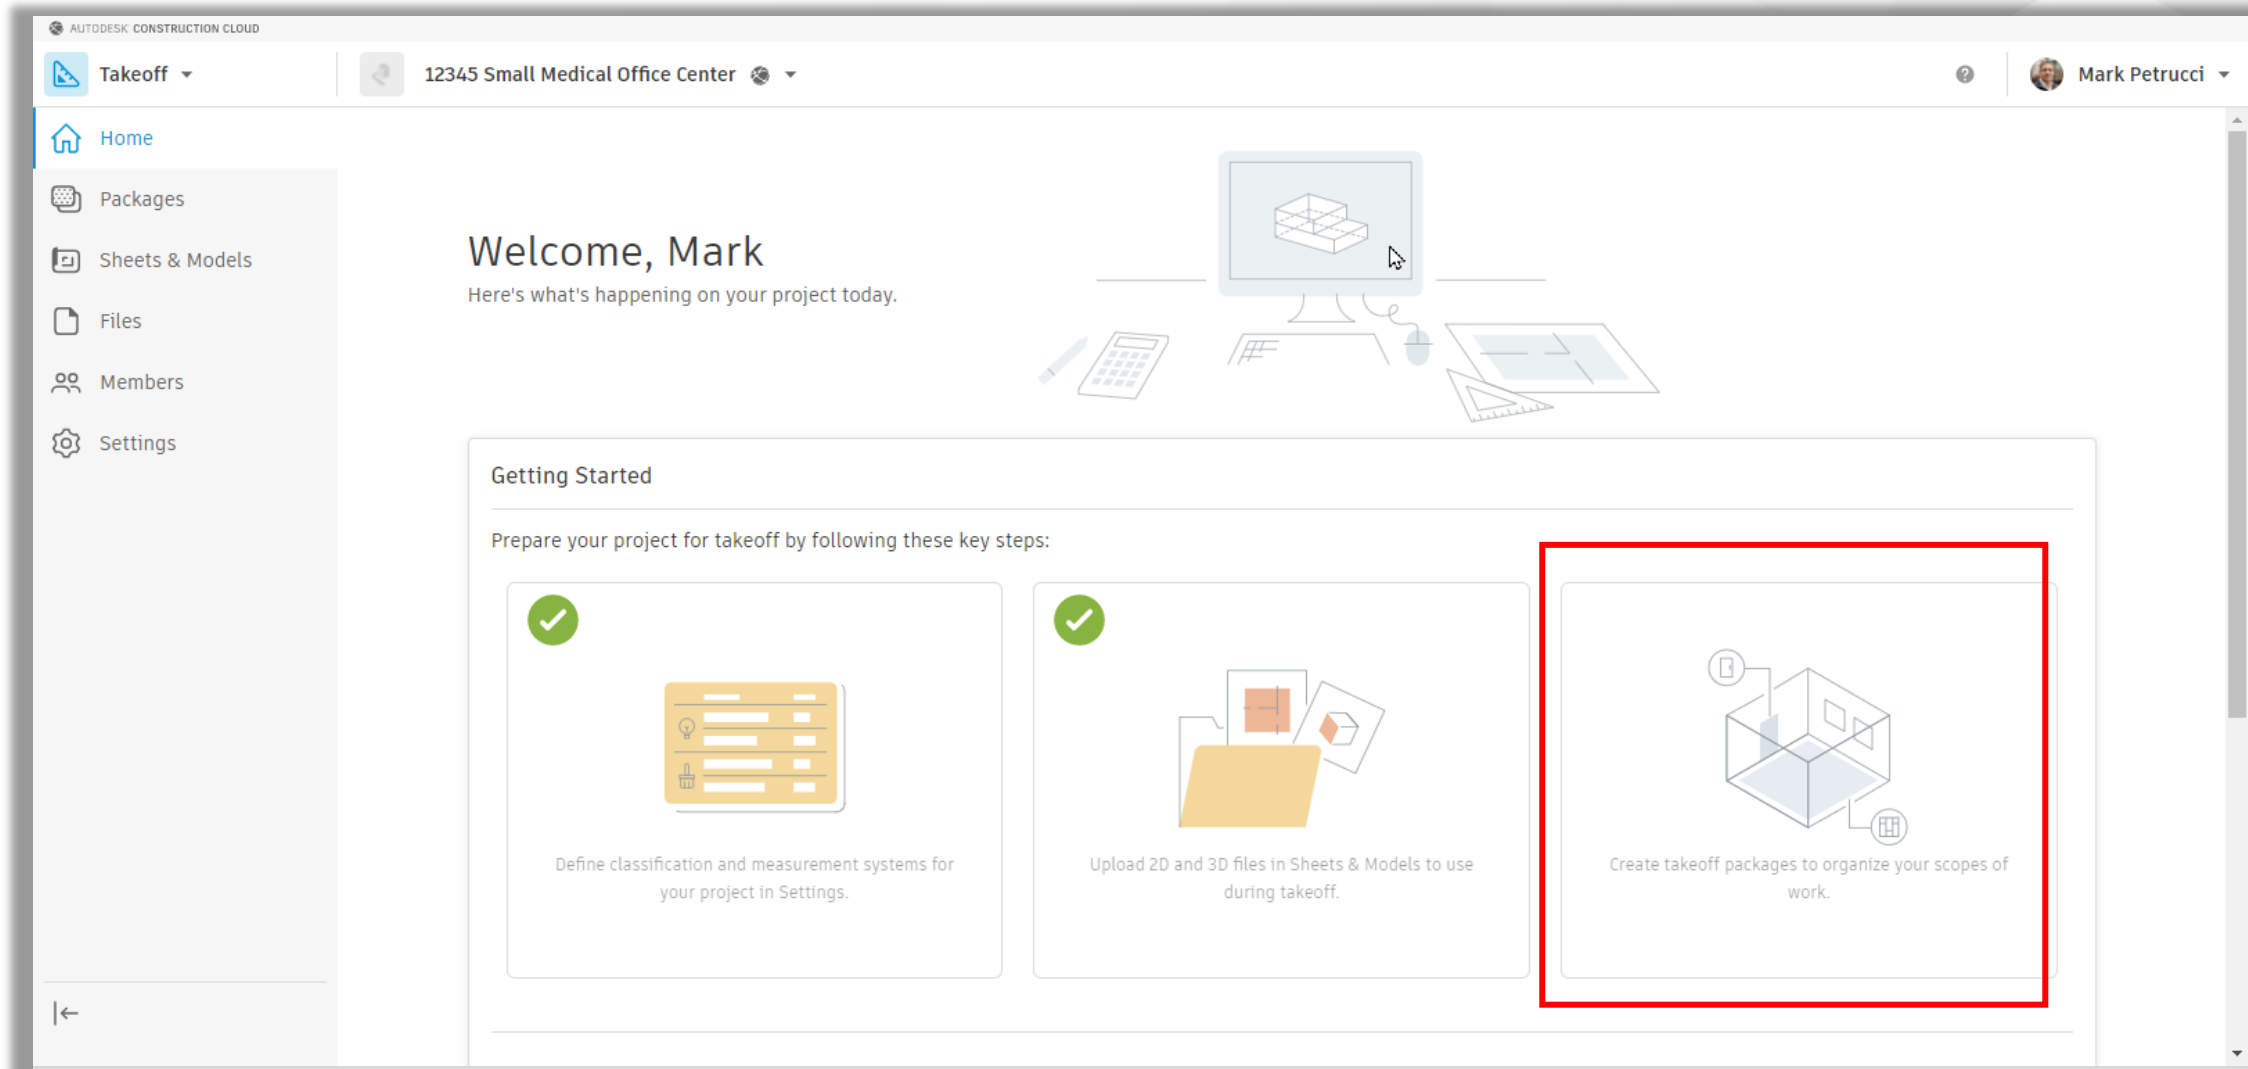 AUTODESK® CONSTRUCTION CLOUD
Takeoff
12345 Small Medical Office Center
Mark Petrucci
Home
Packages
Sheets & Models
Files
Members
Settings
Welcome, Mark
Here's what's happening on your project today.
Getting Started
Prepare your project for takeoff by following these key steps:
Define classification and measurement systems for
your project in Settings.
Upload 2D and 3D files in Sheets & Models to use
during takeoff.
Create takeoff packages to organize your scopes of
work.